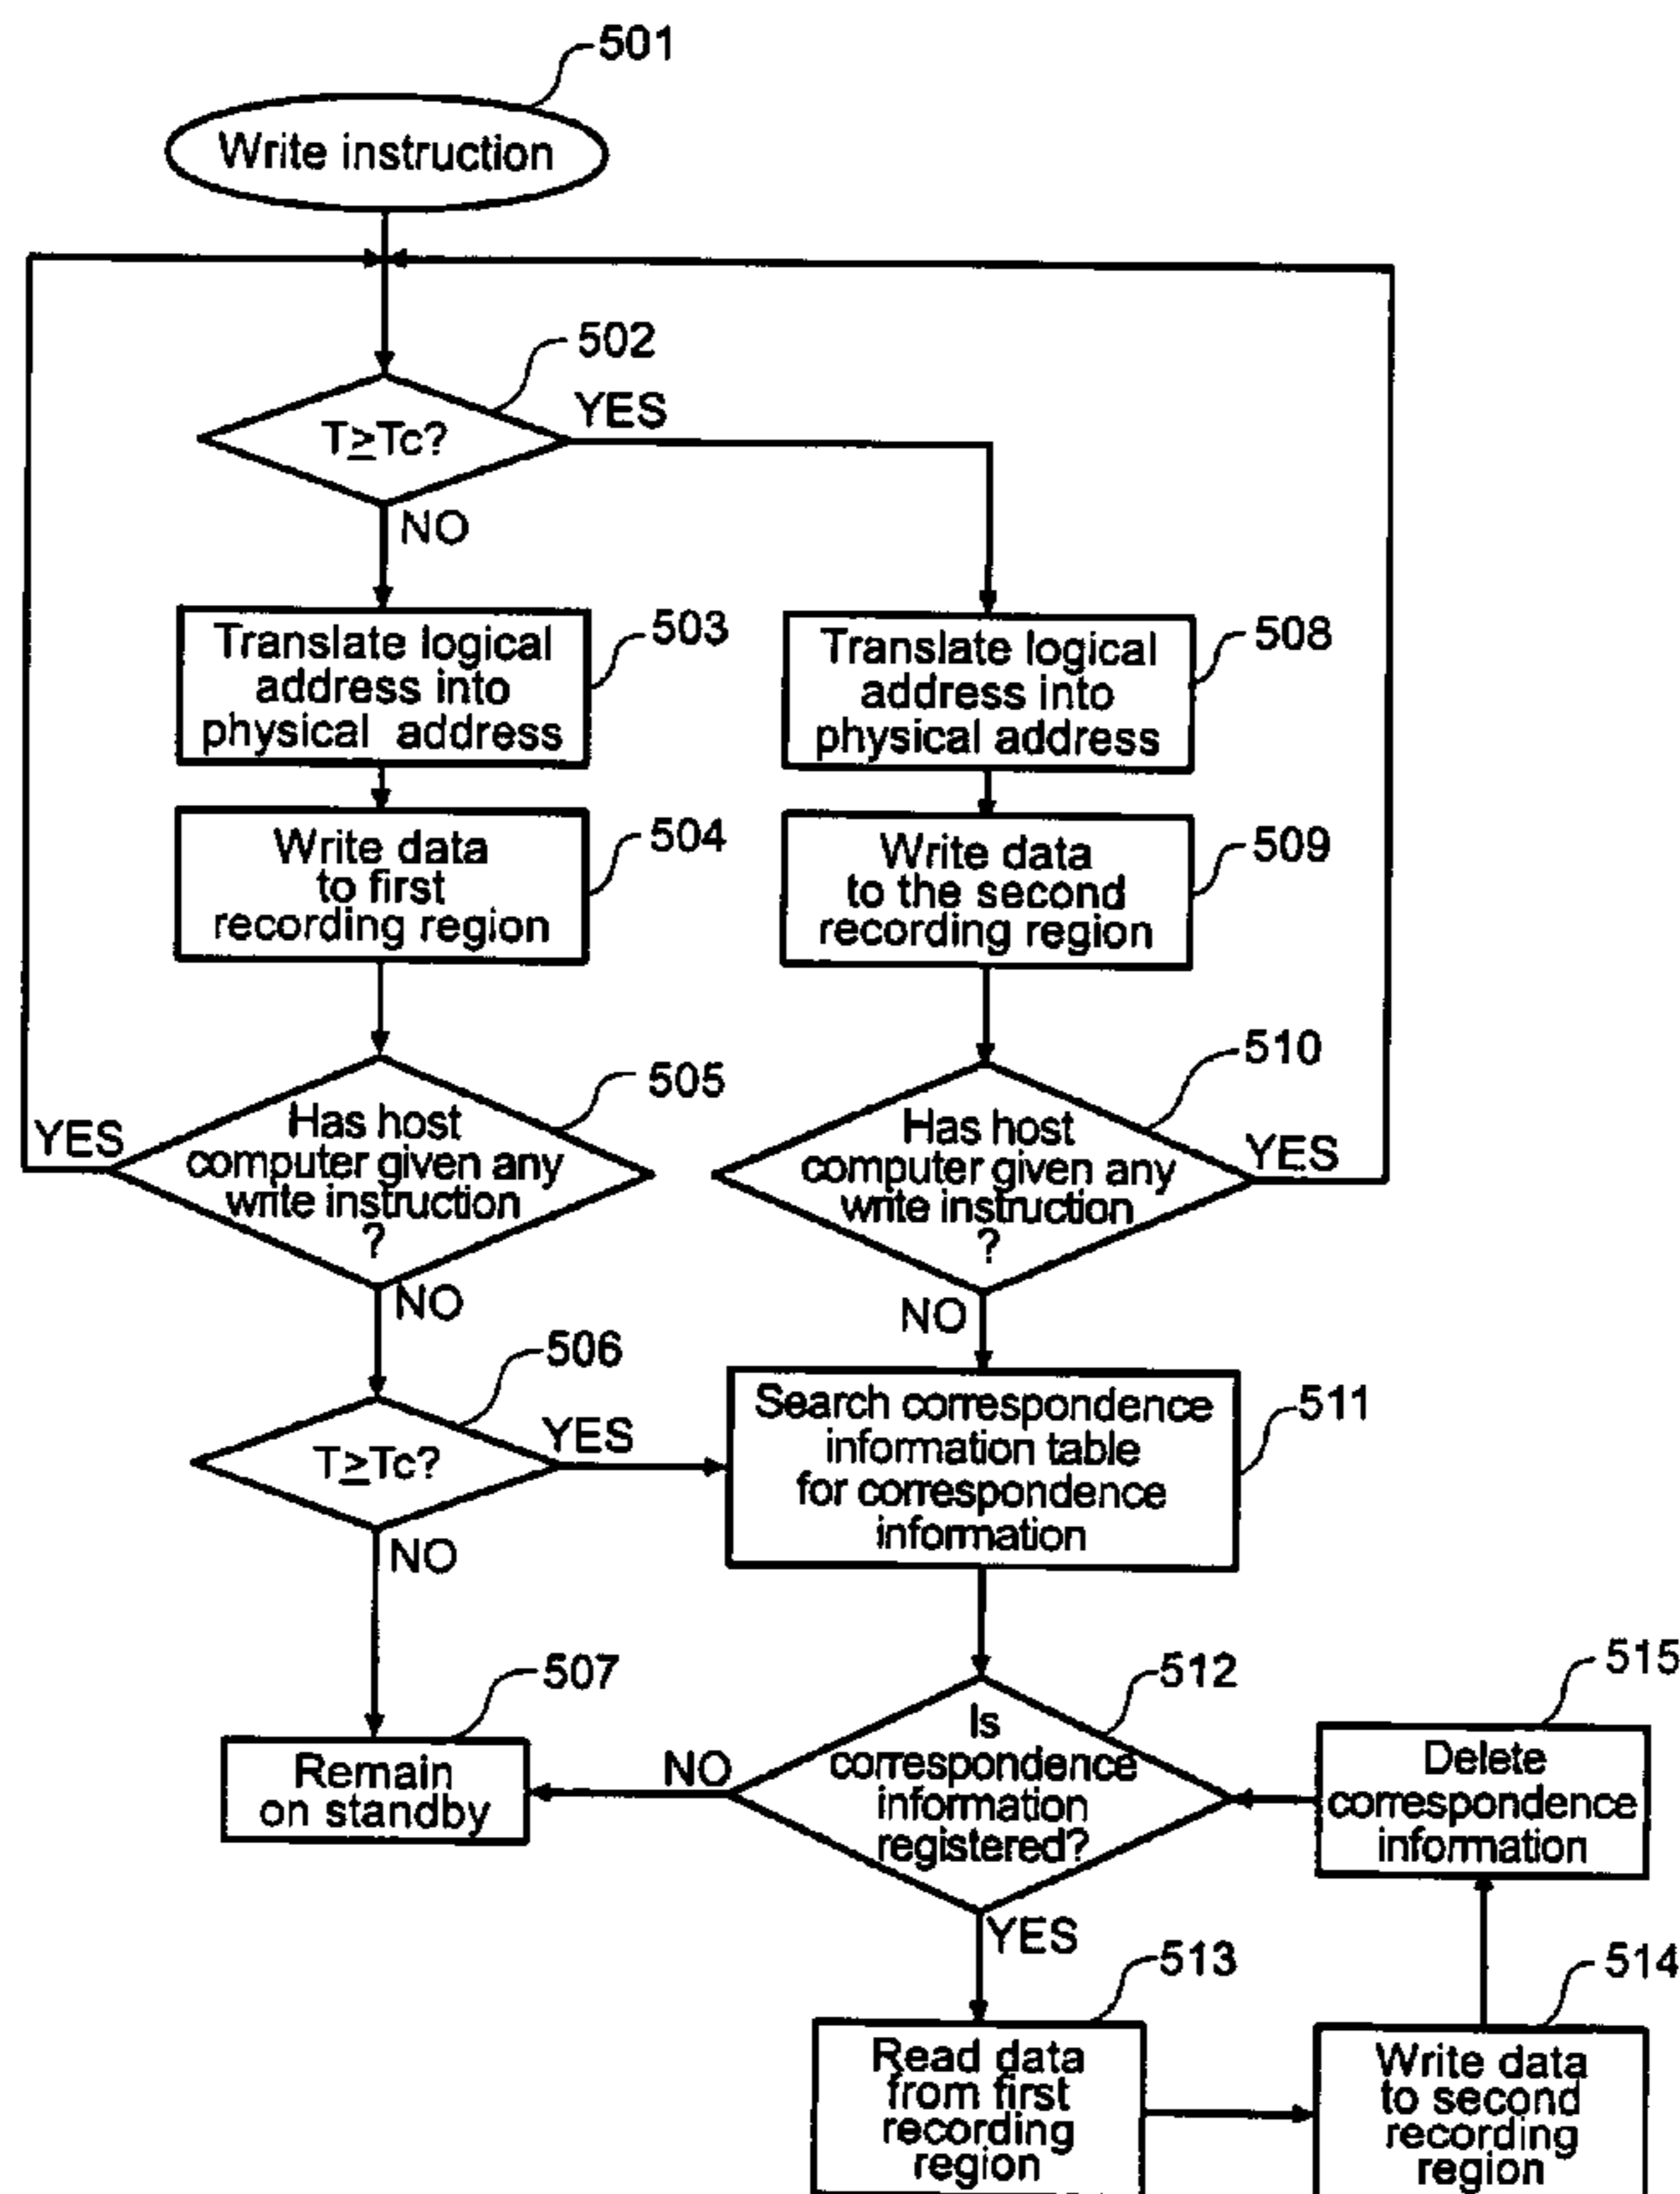 501
Write instruction
502
T≥Tc?
YES
NO
Translate logical
address into
physical address
503
Translate logical
address into
physical address
508
Write data
to first
recording region
504
Write data
to the second
recording region
509
505
Has host
computer given any
write instruction
?
YES
NO
510
Has host
computer given any
write instruction
?
YES
NO
506
T≥Tc?
YES
NO
Search correspondence
information table
for correspondence
information
511
507
Remain
on standby
512
Is
correspondence
information
registered?
NO
YES
515
Delete
correspondence
information
513
Read data
from first
recording
region
514
Write data
to second
recording
region